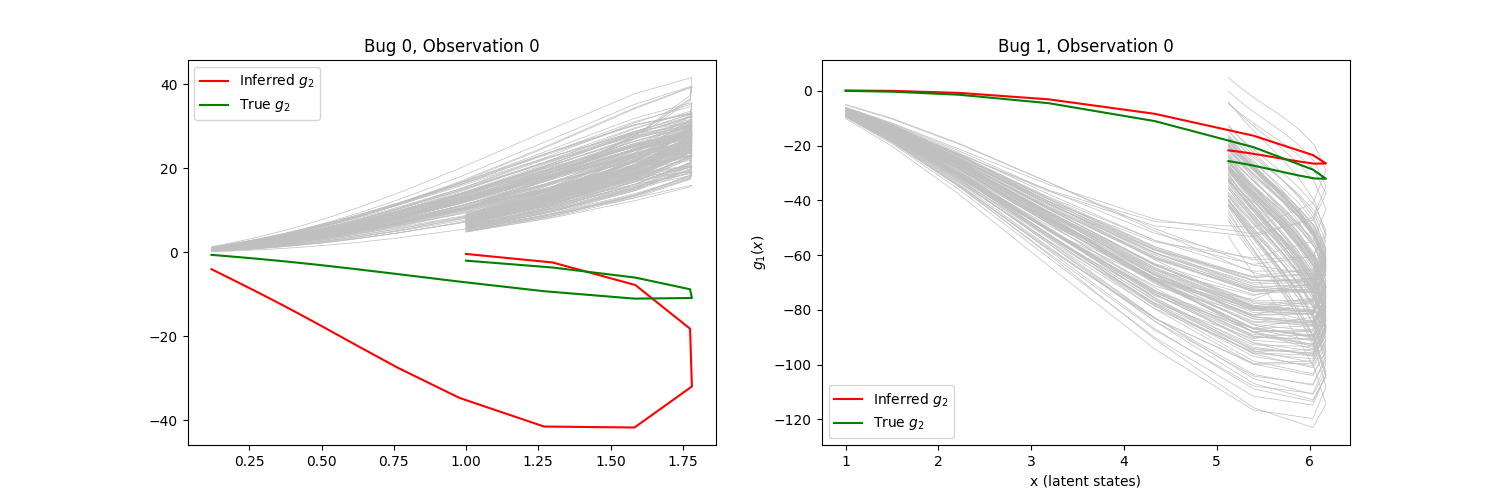 Bug 0, Observation 0
Inferred g₂
True g₂
40
20
0
−20
−40
0.25 0.50 0.75 1.00 1.25 1.50 1.75
Bug 1, Observation 0
g₁(x)
0
−20
−40
−60
−80
−100
−120
Inferred g₂
True g₂
1 2 3 4 5 6
x (latent states)